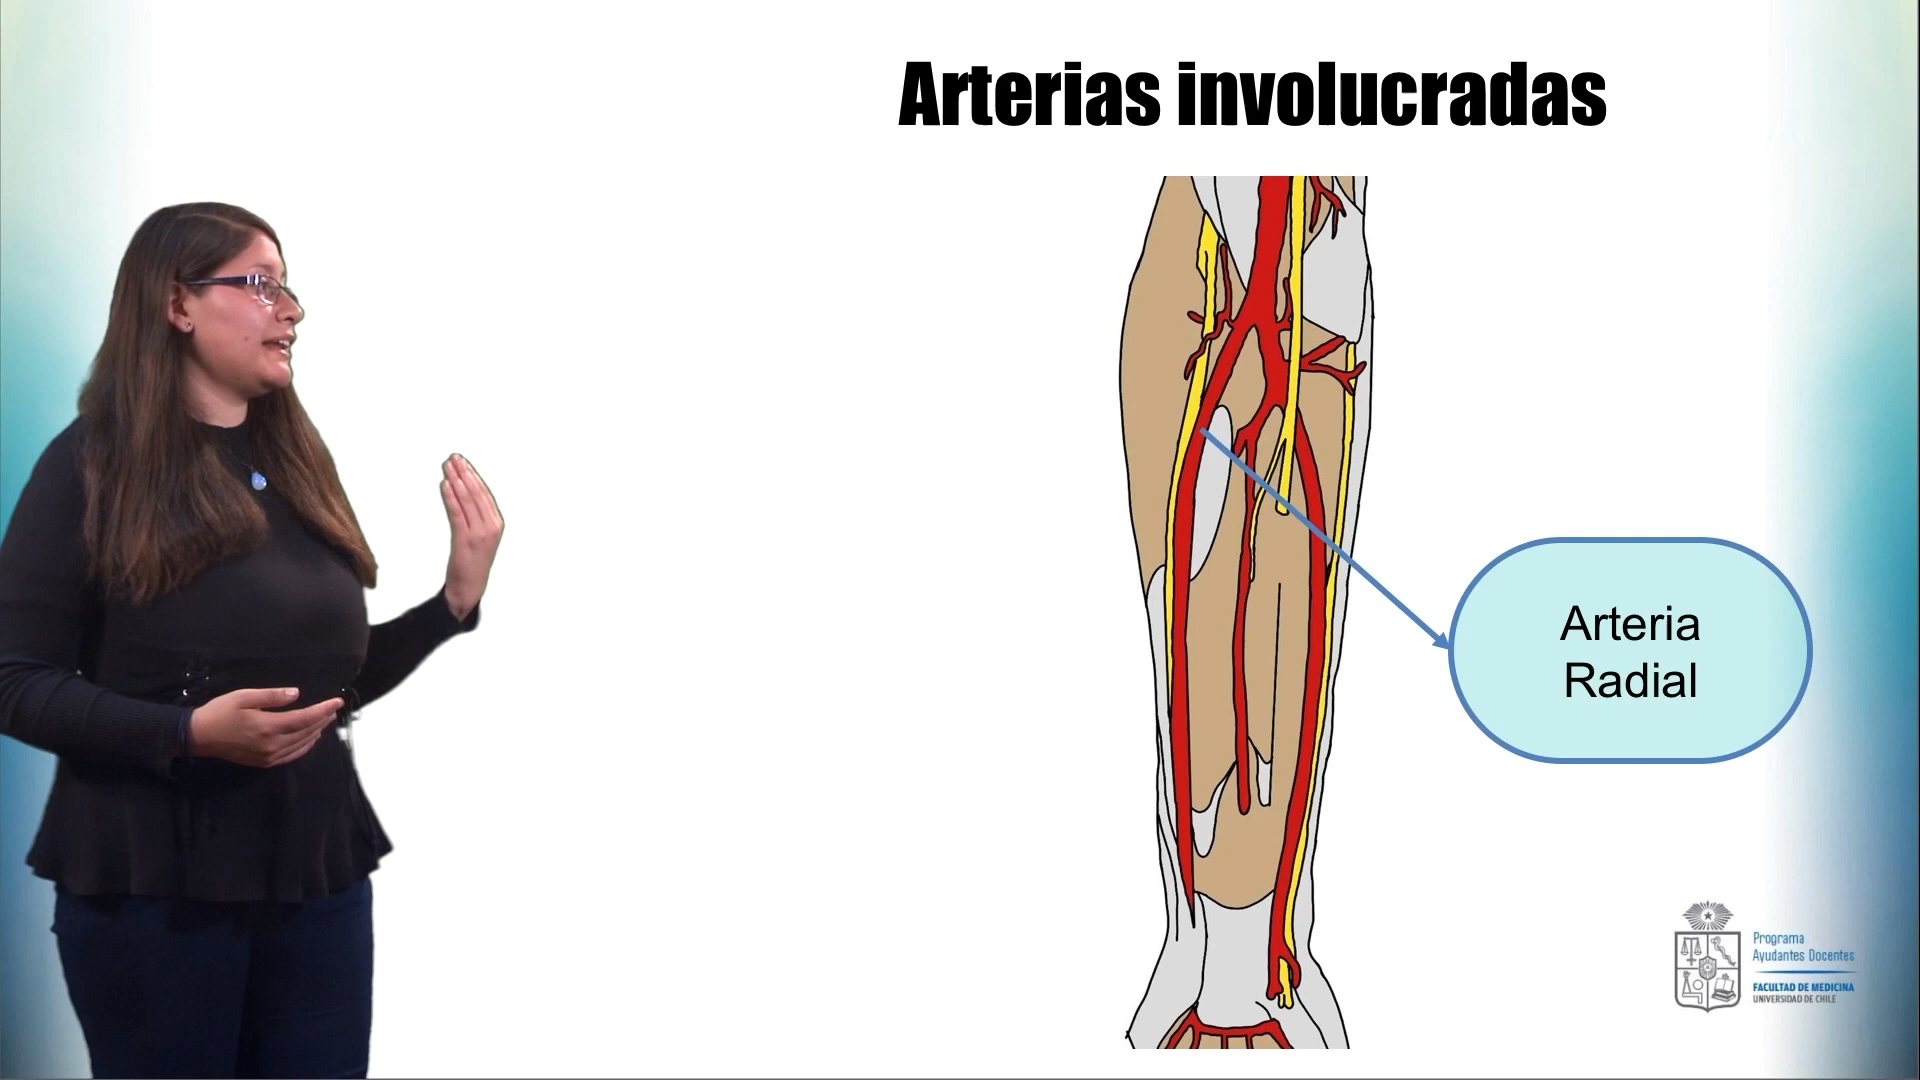 Arterias involucradas
Arteria
Radial
Programa
Ayudantes Docentes
FACULTAD DE MEDICINA
UNIVERSIDAD DE CHILE